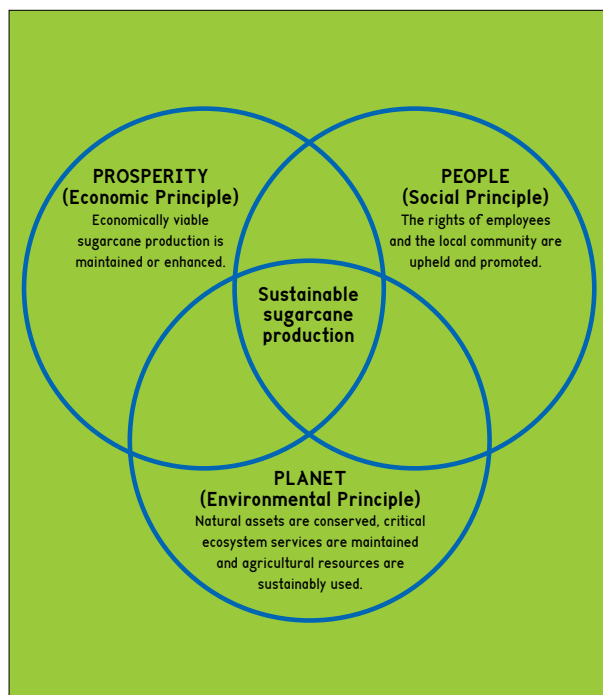 PROSPERITY
(Economic Principle)
Economically viable
sugarcane production is
maintained or enhanced.
PEOPLE
(Social Principle)
The rights of employees
and the local community are
upheld and promoted.
Sustainable
sugarcane
production
PLANET
(Environmental Principle)
Natural assets are conserved, critical
ecosystem services are maintained
and agricultural resources are
sustainably used.